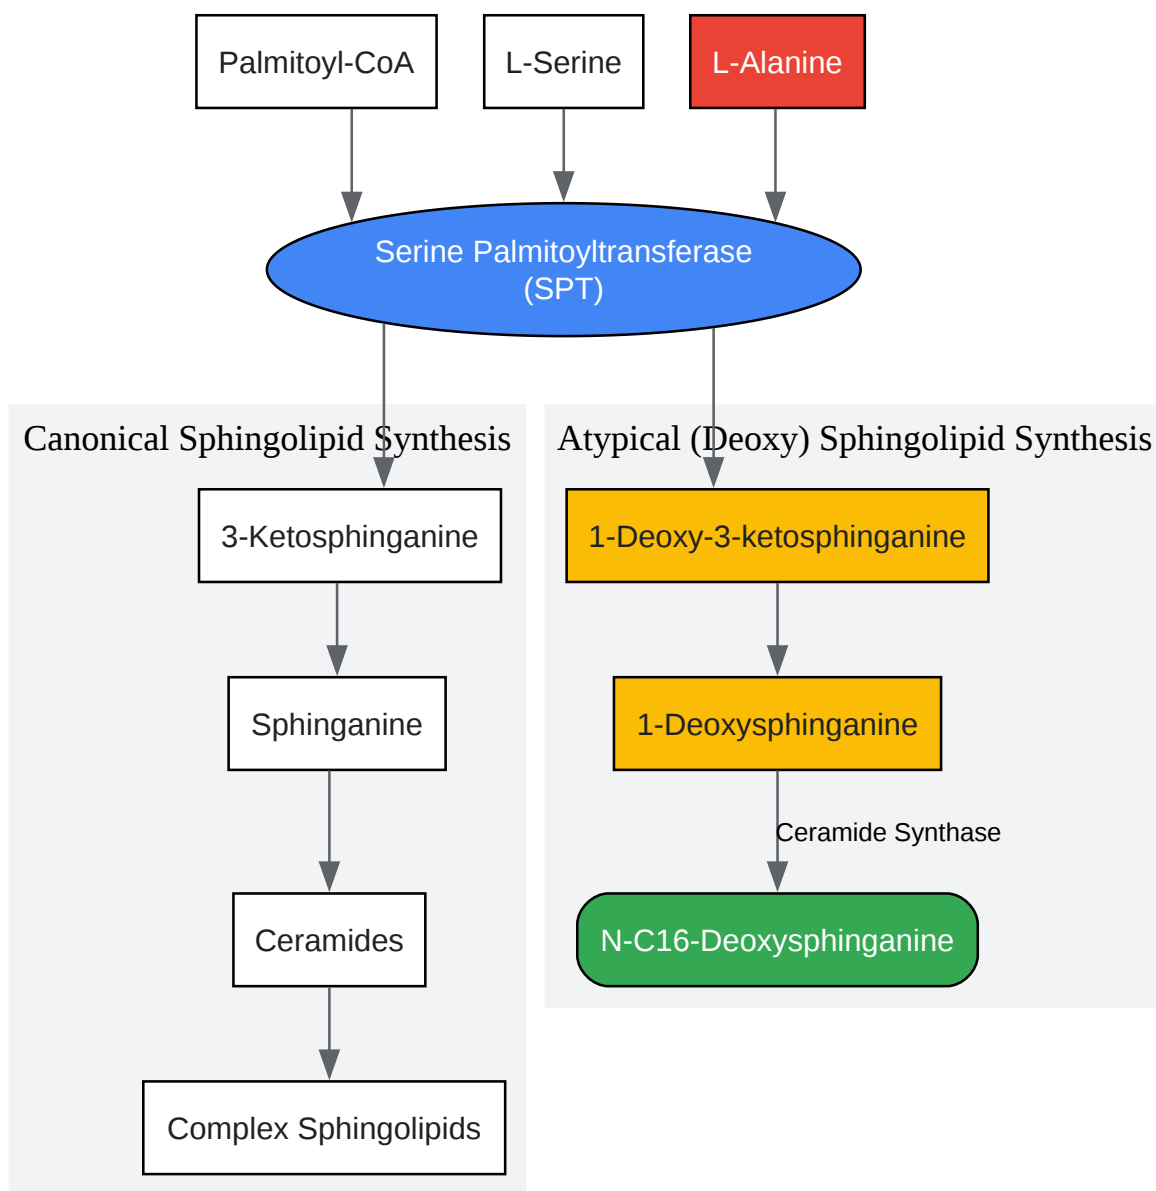 Palmitoyl-CoA
L-Serine
L-Alanine
Serine Palmitoyltransferase
(SPT)
Canonical Sphingolipid Synthesis
Atypical (Deoxy) Sphingolipid Synthesis
3-Ketosphinganine
1-Deoxy-3-ketosphinganine
Sphinganine
1-Deoxysphinganine
Ceramide Synthase
Ceramides
N-C16-Deoxysphinganine
Complex Sphingolipids